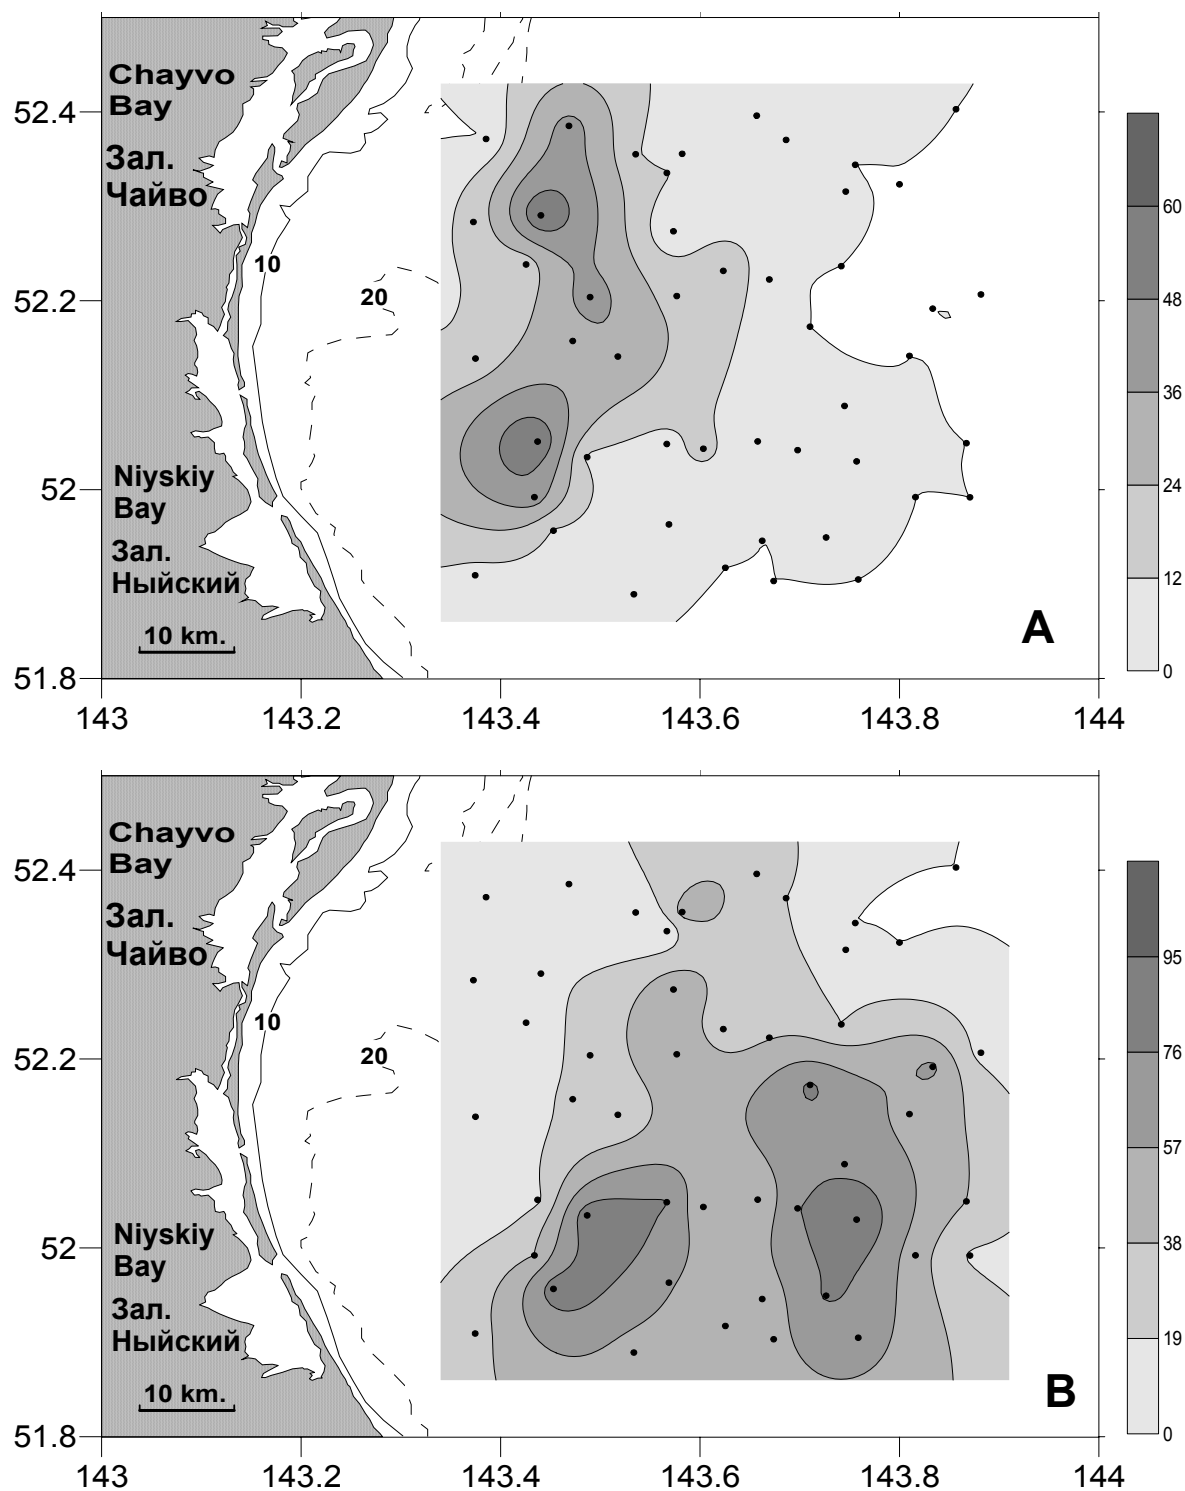 Chayvo
Bay
Зал.
Чайво
10
20
Niyskiy
Bay
Зал.
Ныйский
10 km.
A
52.4
52.2
52
51.8
143
143.2
143.4
143.6
143.8
144
60
48
36
24
12
0
Chayvo
Bay
Зал.
Чайво
10
20
Niyskiy
Bay
Зал.
Ныйский
10 km.
B
52.4
52.2
52
51.8
143
143.2
143.4
143.6
143.8
144
95
76
57
38
19
0